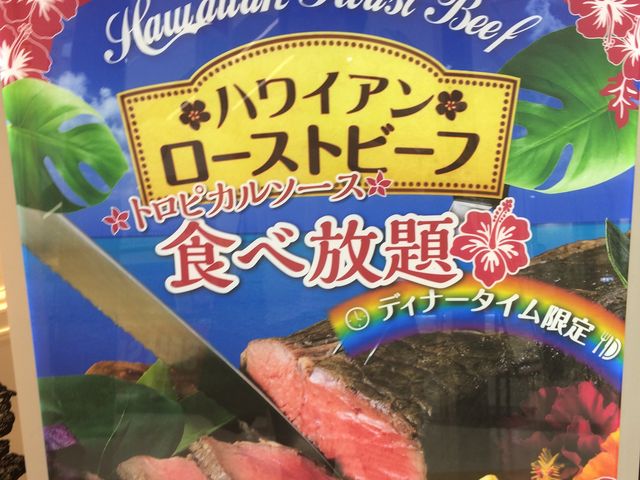 Hawaiian Roast Beef
ハワイアン
ローストビーフ
トロピカルソース
食べ放題
ディナータイム限定